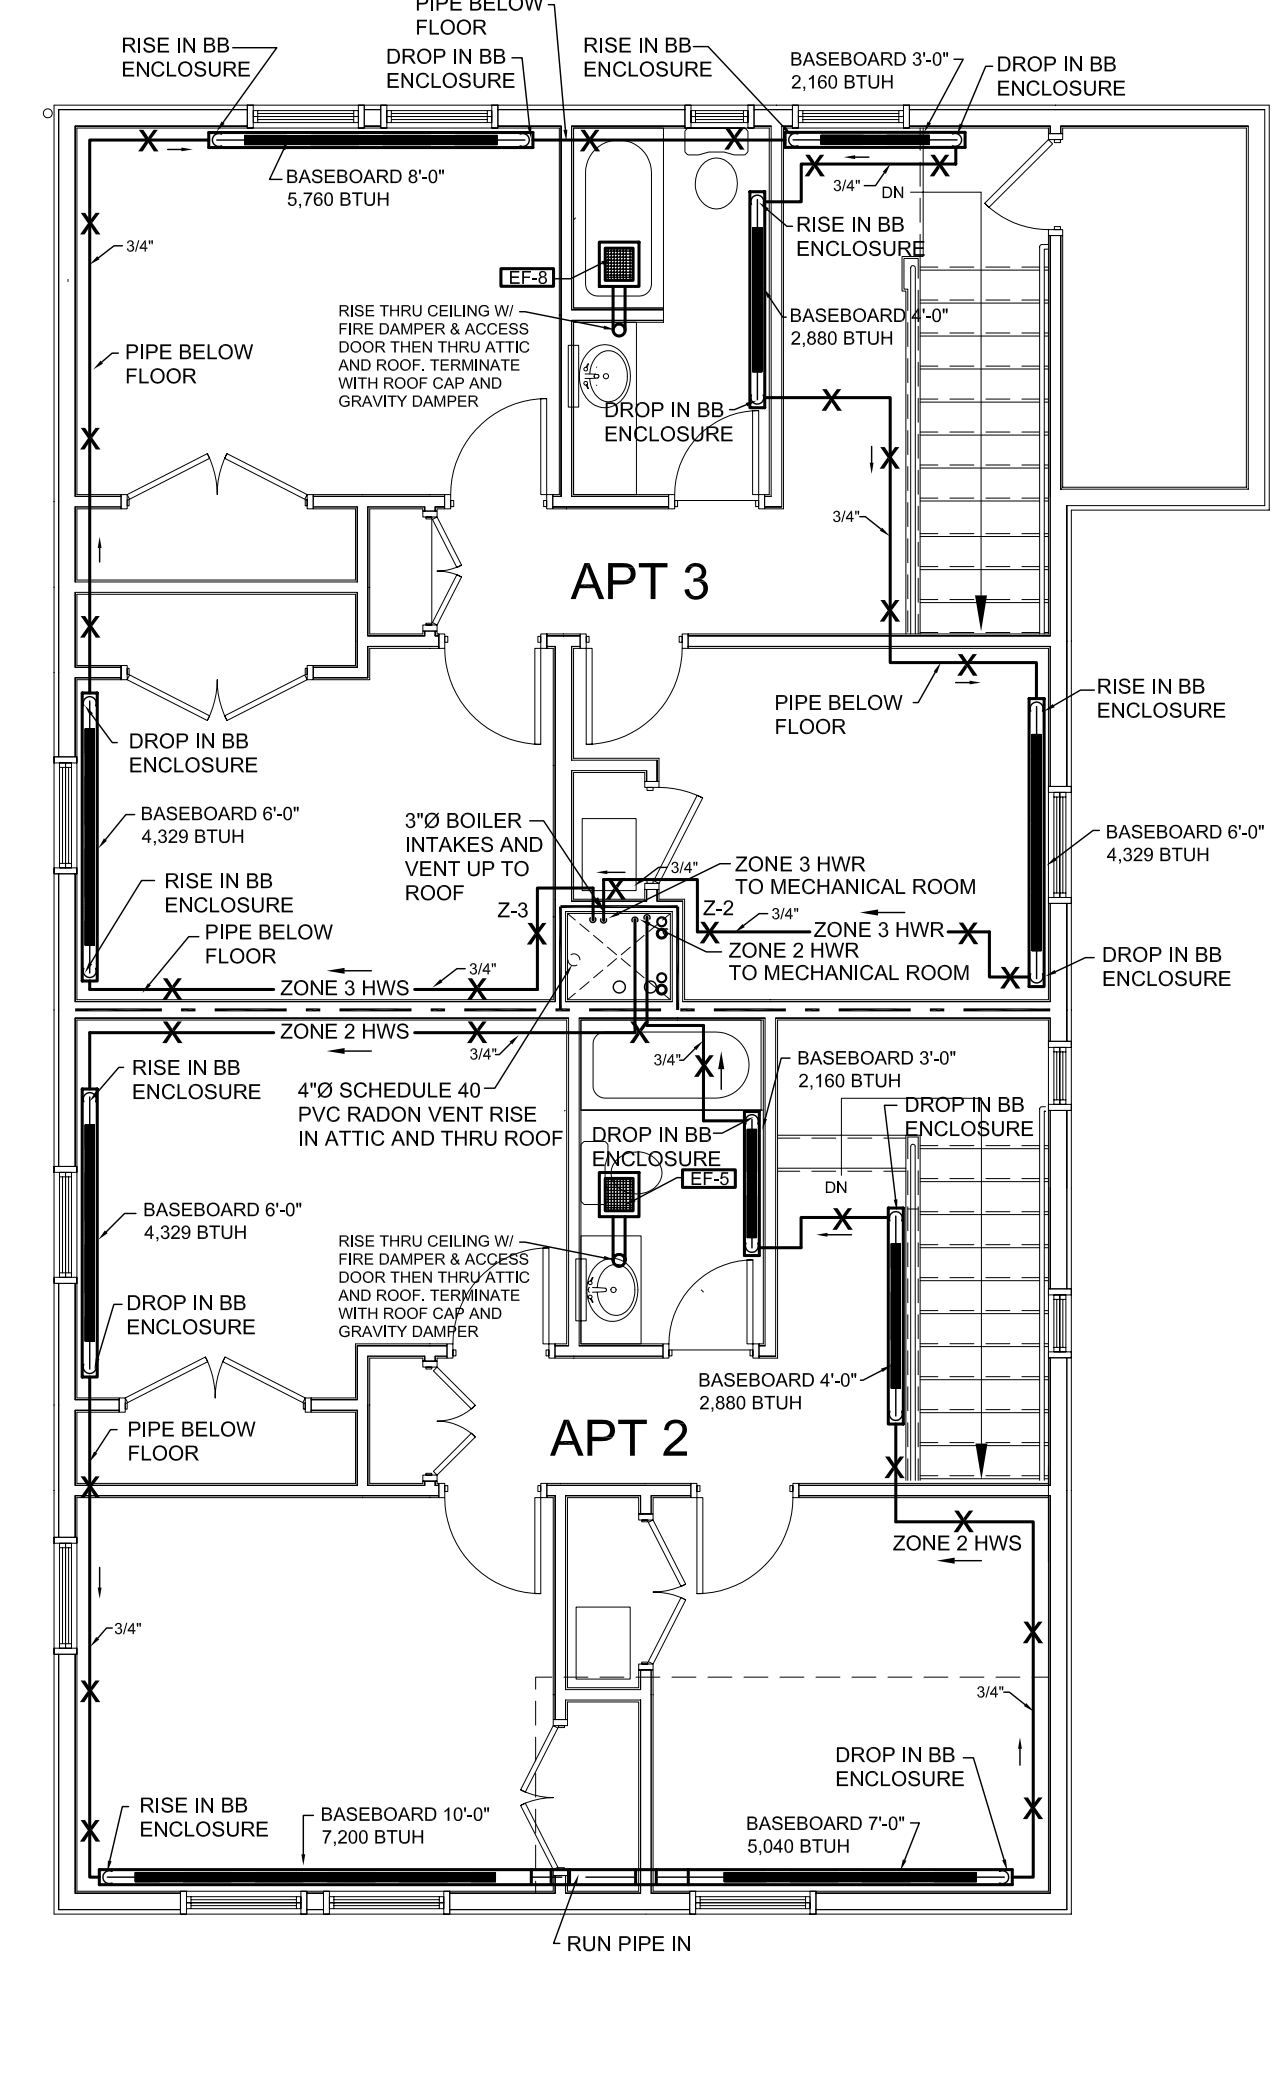 PIPE BELOW
FLOOR
RISE IN BB
ENCLOSURE
DROP IN BB
ENCLOSURE
RISE IN BB
ENCLOSURE
BASEBOARD 3'-0"
2,160 BTUH
DROP IN BB
ENCLOSURE
BASEBOARD 8'-0"
5,760 BTUH
3/4"
DN
RISE IN BB
ENCLOSURE
3/4"
EF-8
RISE THRU CEILING W/
FIRE DAMPER & ACCESS
DOOR THEN THRU ATTIC
AND ROOF. TERMINATE
WITH ROOF CAP AND
GRAVITY DAMPER
BASEBOARD 4'-0"
2,880 BTUH
PIPE BELOW
FLOOR
DROP IN BB
ENCLOSURE
3/4"
APT 3
RISE IN BB
ENCLOSURE
PIPE BELOW
FLOOR
DROP IN BB
ENCLOSURE
BASEBOARD 6'-0"
4,329 BTUH
3"Ø BOILER
INTAKES AND
VENT UP TO
ROOF
BASEBOARD 6'-0"
4,329 BTUH
3/4"
ZONE 3 HWR
TO MECHANICAL ROOM
RISE IN BB
ENCLOSURE
Z-3
Z-2
3/4"
ZONE 3 HWR
PIPE BELOW
FLOOR
ZONE 2 HWR
TO MECHANICAL ROOM
DROP IN BB
ENCLOSURE
3/4"
ZONE 3 HWS
ZONE 2 HWS
3/4"
3/4"
RISE IN BB
ENCLOSURE
BASEBOARD 3'-0"
2,160 BTUH
4"Ø SCHEDULE 40
PVC RADON VENT RISE
IN ATTIC AND THRU ROOF
DROP IN BB
ENCLOSURE
DROP IN BB
ENCLOSURE
EF-5
DN
BASEBOARD 6'-0"
4,329 BTUH
RISE THRU CEILING W/
FIRE DAMPER & ACCESS
DOOR THEN THRU ATTIC
AND ROOF. TERMINATE
WITH ROOF CAP AND
GRAVITY DAMPER
DROP IN BB
ENCLOSURE
BASEBOARD 4'-0"
2,880 BTUH
PIPE BELOW
FLOOR
APT 2
ZONE 2 HWS
3/4"
3/4"
DROP IN BB
ENCLOSURE
RISE IN BB
ENCLOSURE
BASEBOARD 10'-0"
7,200 BTUH
BASEBOARD 7'-0"
5,040 BTUH
RUN PIPE IN